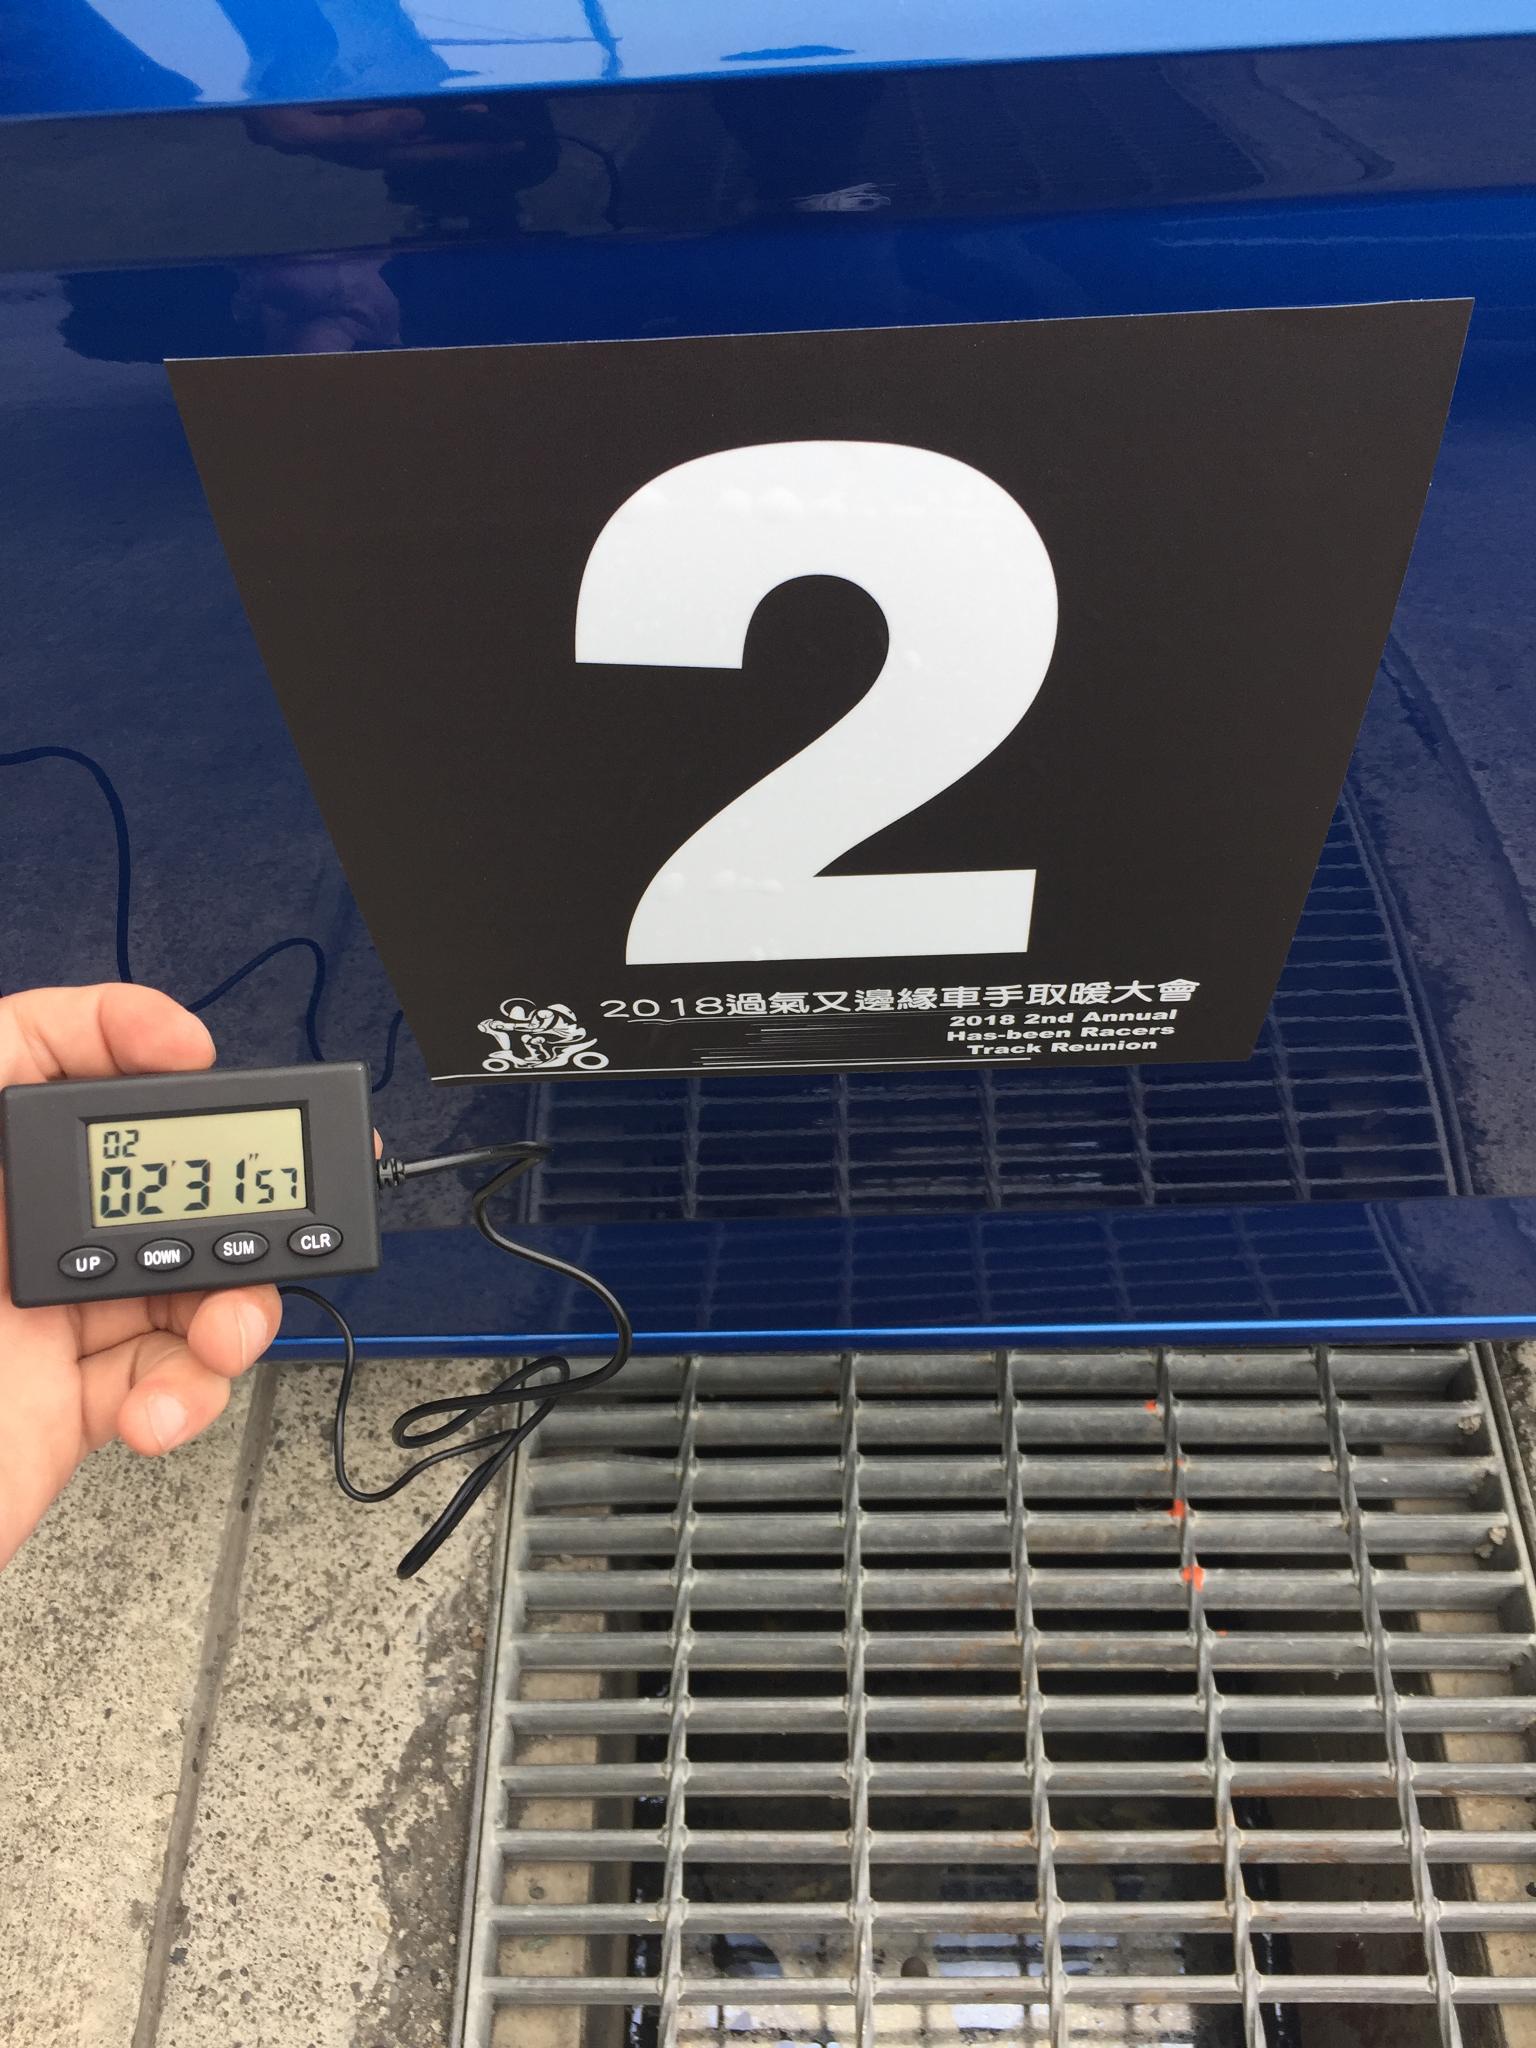 2
2018過氣又邊緣車手取暖大會
2018 2nd Annual
Has-been Racers
Track Reunion
02
02'31"57
UP DOWN SUM CLR